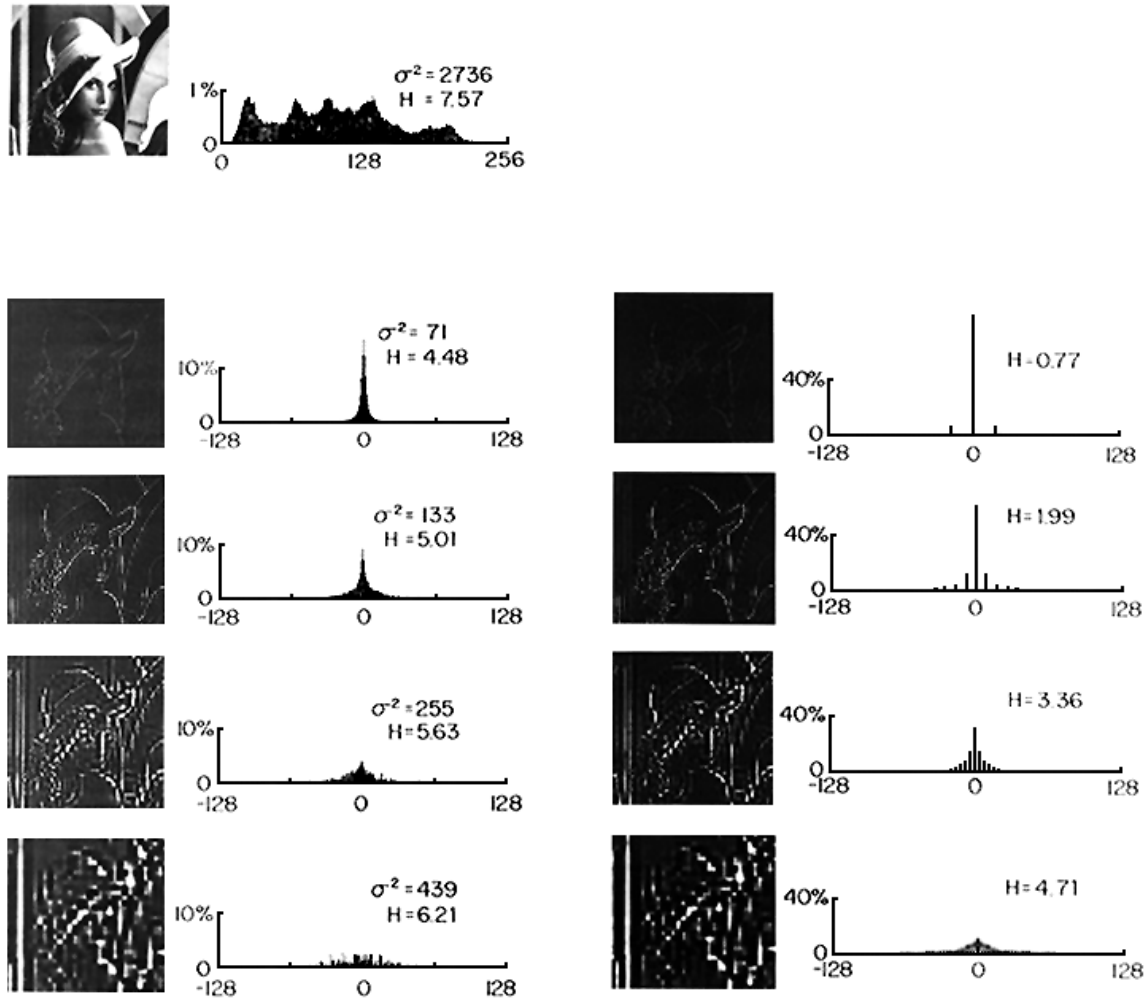 σ² = 2736
1%
H = 7.57
0
0 128 256
σ² = 71
H = 4.48
10%
0
-128 0 128
H = 0.77
40%
0
-128 0 128
σ² = 133
H = 5.01
10%
0
-128 0 128
H = 1.99
40%
0
-128 0 128
σ² = 255
H = 5.63
10%
0
-128 0 128
H = 3.36
40%
0
-128 0 128
σ² = 439
H = 6.21
10%
0
-128 0 128
H = 4.71
40%
0
-128 0 128